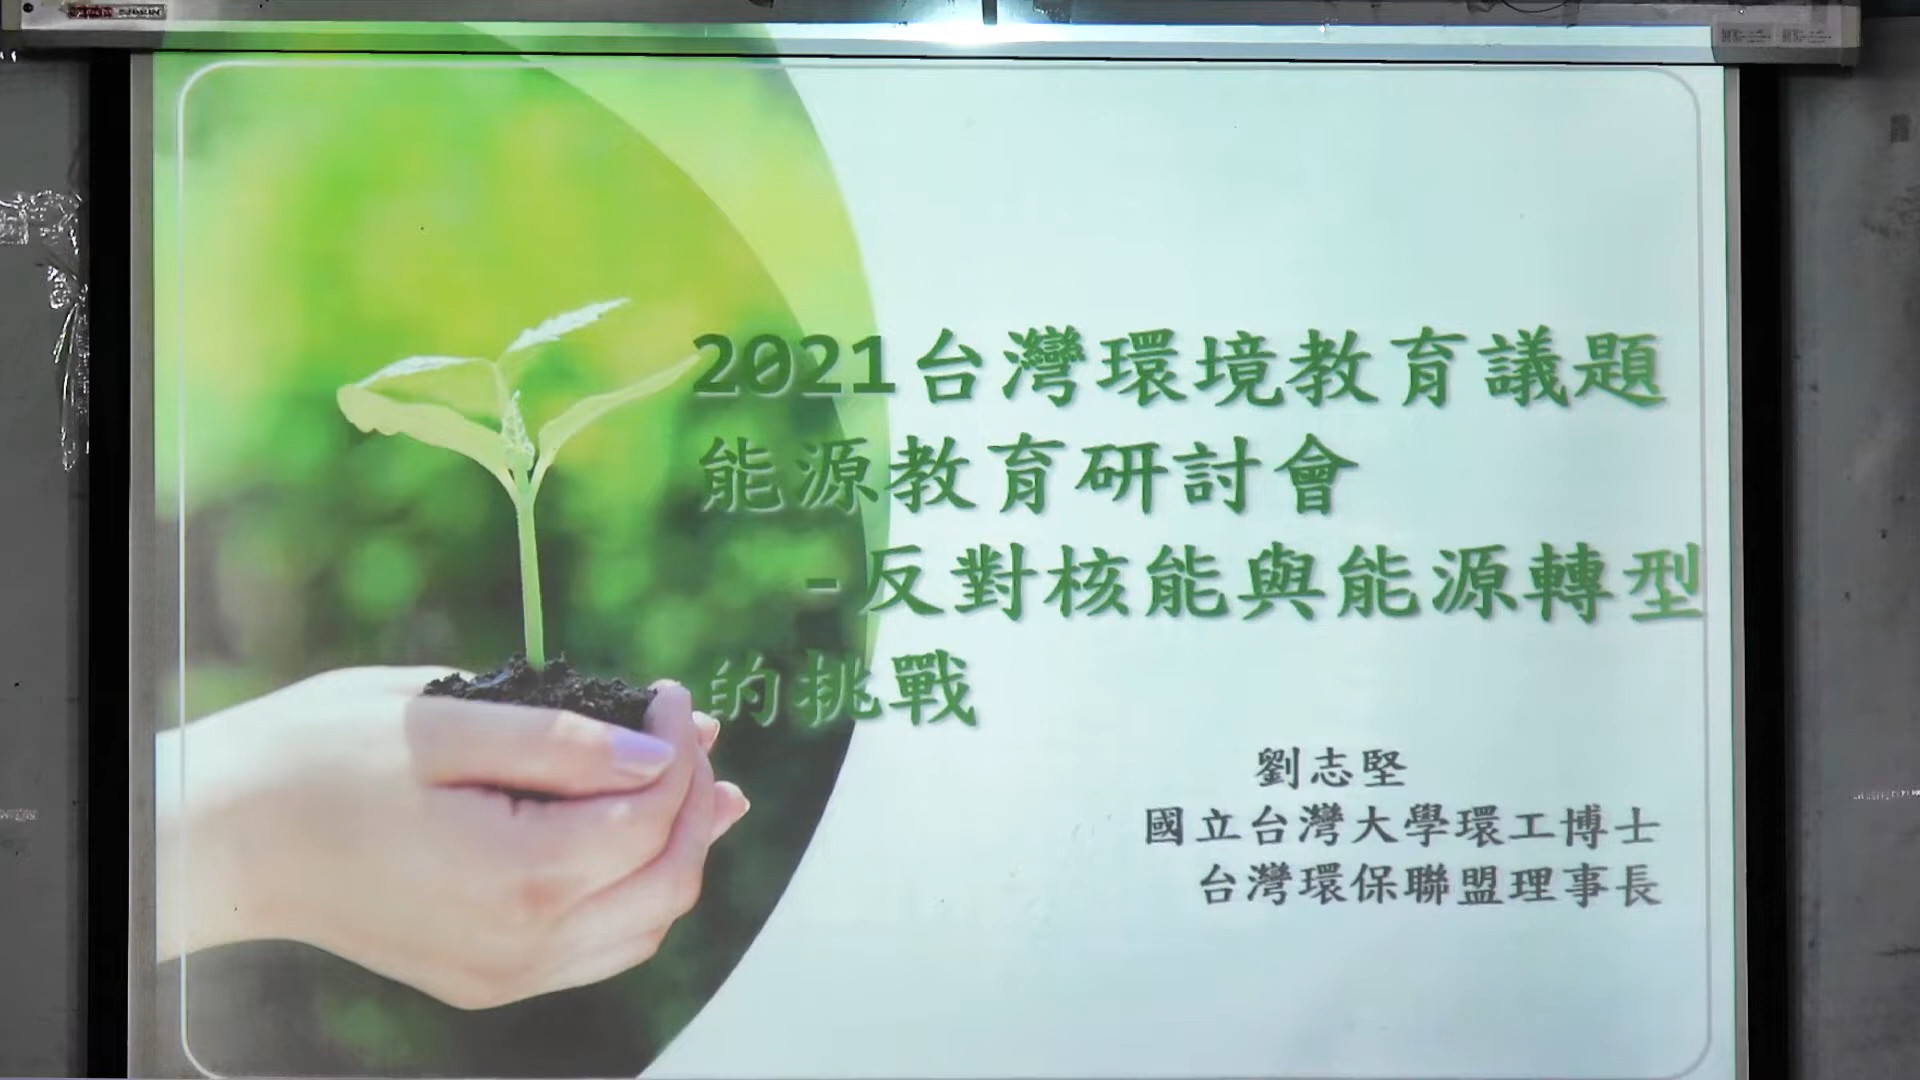 2021台灣環境教育議題
能源教育研討會
-反對核能與能源轉型
的挑戰
劉志堅
國立台灣大學環工博士
台灣環保聯盟理事長